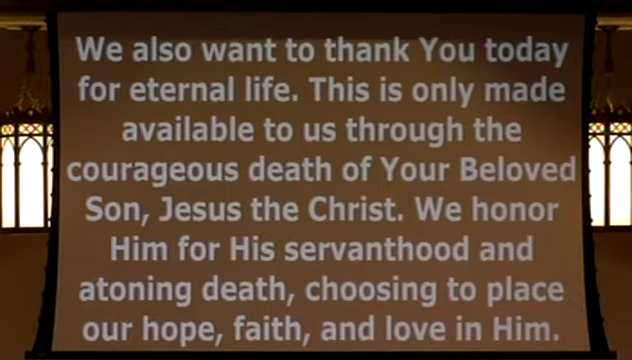 We also want to thank You today
for eternal life. This is only made
available to us through the
courageous death of Your Beloved
Son, Jesus the Christ. We honor
Him for His servanthood and
atoning death, choosing to place
our hope, faith, and love in Him.